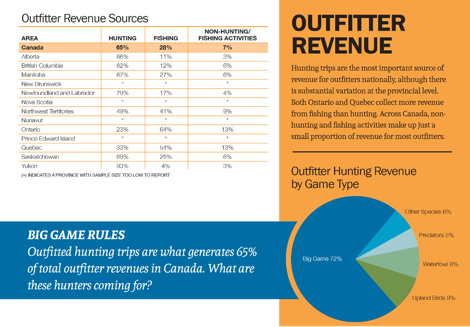 Outfitter Revenue Sources
AREA HUNTING FISHING NON-HUNTING/
FISHING ACTIVITIES
Canada 65% 28% 7%
Alberta 86% 11% 3%
British Columbia 82% 12% 6%
Manitoba 67% 27% 6%
New Brunswick * * *
Newfoundland and Labrador 79% 17% 4%
Nova Scotia * * *
Northwest Territories 49% 41% 9%
Nunavut * * *
Ontario 23% 64% 13%
Prince Edward Island * * *
Quebec 33% 54% 13%
Saskatchewan 69% 25% 6%
Yukon 93% 4% 3%
(*) INDICATES A PROVINCE WITH SAMPLE SIZE TOO LOW TO REPORT
BIG GAME RULES
Outfitted hunting trips are what generates 65%
of total outfitter revenues in Canada. What are
these hunters coming for?
OUTFITTER
REVENUE
Hunting trips are the most important source of
revenue for outfitters nationally, although there
is substantial variation at the provincial level.
Both Ontario and Quebec collect more revenue
from fishing than hunting. Across Canada, non-
hunting and fishing activities make up just a
small proportion of revenue for most outfitters.
Outfitter Hunting Revenue
by Game Type
Other Species 6%
Predators 5%
Big Game 72%
Waterfowl 8%
Upland Birds 9%